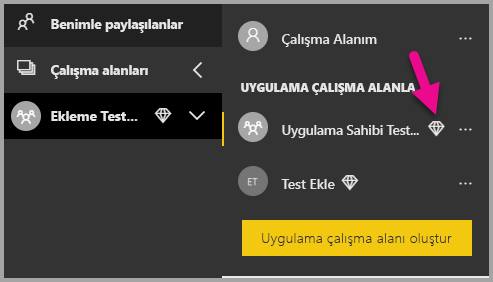 Benimle paylaşılanlar
Çalışma alanları
Ekleme Test...
Çalışma Alanım
UYGULAMA ÇALIŞMA ALANLA
Uygulama Sahibi Test...
ET
Test Ekle
Uygulama çalışma alanı oluştur